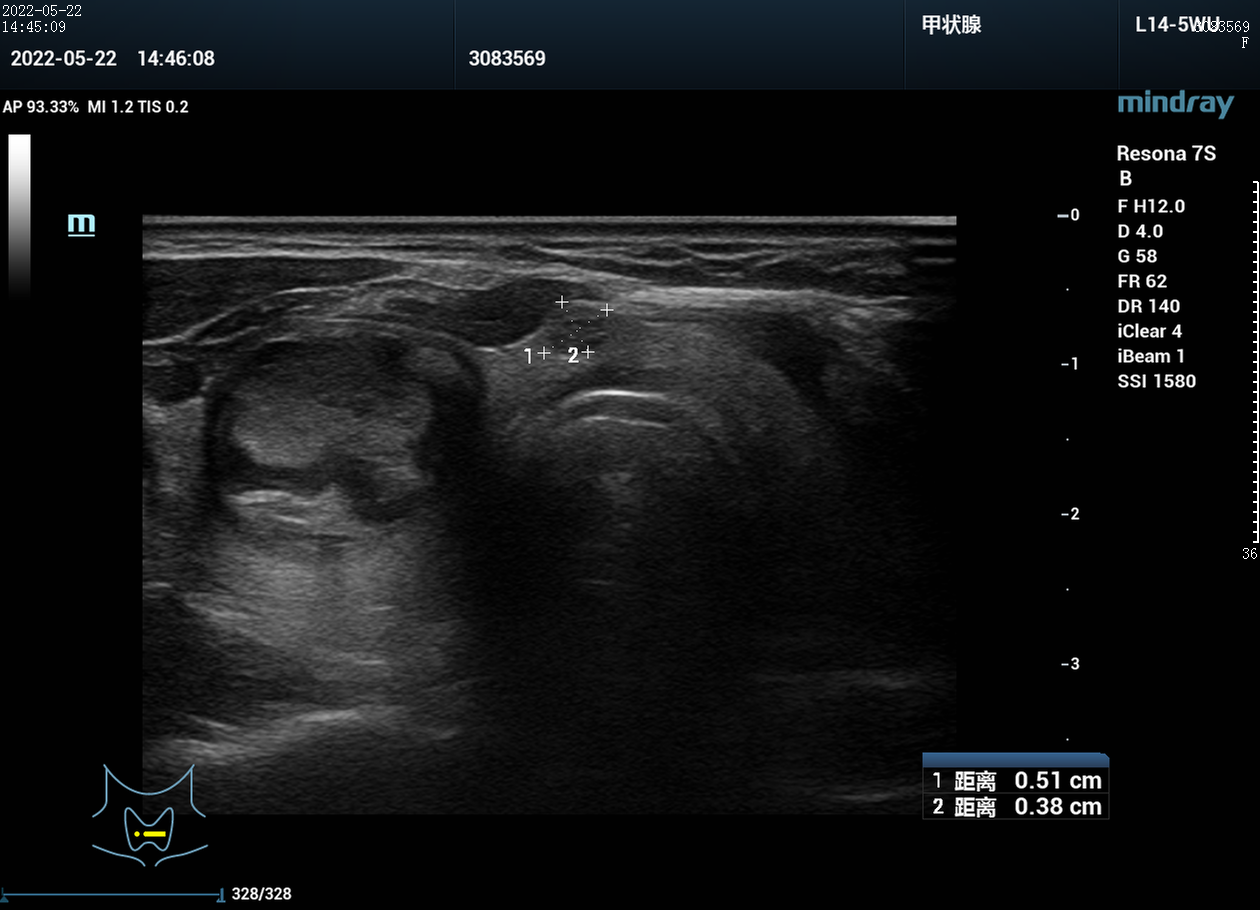 2022-05-22
14:45:09
2022-05-22 14:46:08
3083569
甲状腺
L14-5WU
3083569
F
AP 93.33% MI 1.2 TIS 0.2
mindray
m
Resona 7S
B
F H12.0
D 4.0
G 58
FR 62
DR 140
iClear 4
iBeam 1
SSI 1580
0
1
2
3
36
1
2
1 距离 0.51 cm
2 距离 0.38 cm
328/328